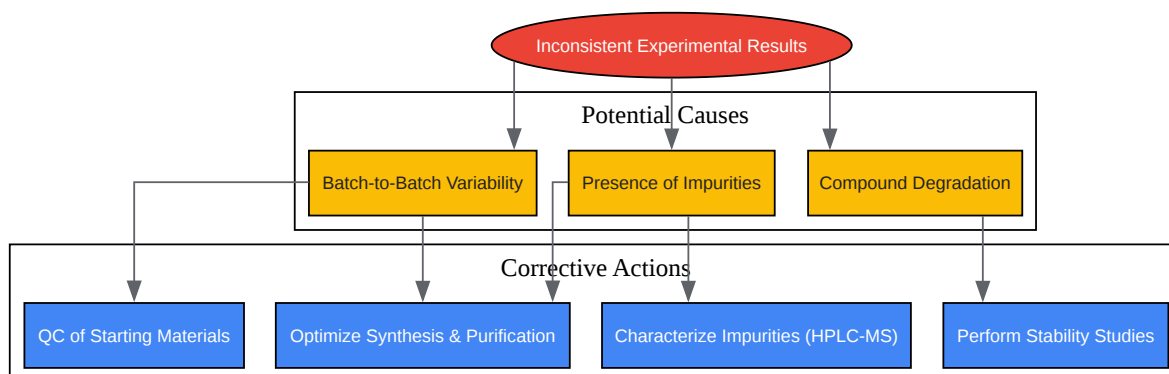 Inconsistent Experimental Results
Potential Causes
Batch-to-Batch Variability
Presence of Impurities
Compound Degradation
Corrective Actions
QC of Starting Materials
Optimize Synthesis & Purification
Characterize Impurities (HPLC-MS)
Perform Stability Studies